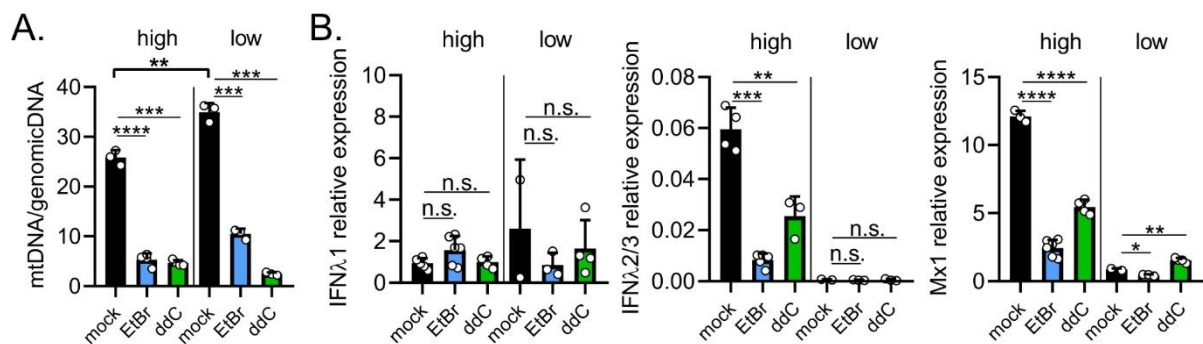 A.
high
low
**
***
***
***
****
mtDNA/genomicDNA
40
30
20
10
0
mock
EtBr
ddC
mock
EtBr
ddC
B.
high
low
n.s.
n.s.
n.s.
n.s.
IFNλ1 relative expression
10
8
6
4
2
0
mock
EtBr
ddC
mock
EtBr
ddC
high
low
**
***
n.s.
n.s.
IFNλ2/3 relative expression
0.08
0.06
0.04
0.02
0.00
mock
EtBr
ddC
mock
EtBr
ddC
high
low
****
****
**
*
Mx1 relative expression
15
10
5
0
mock
EtBr
ddC
mock
EtBr
ddC